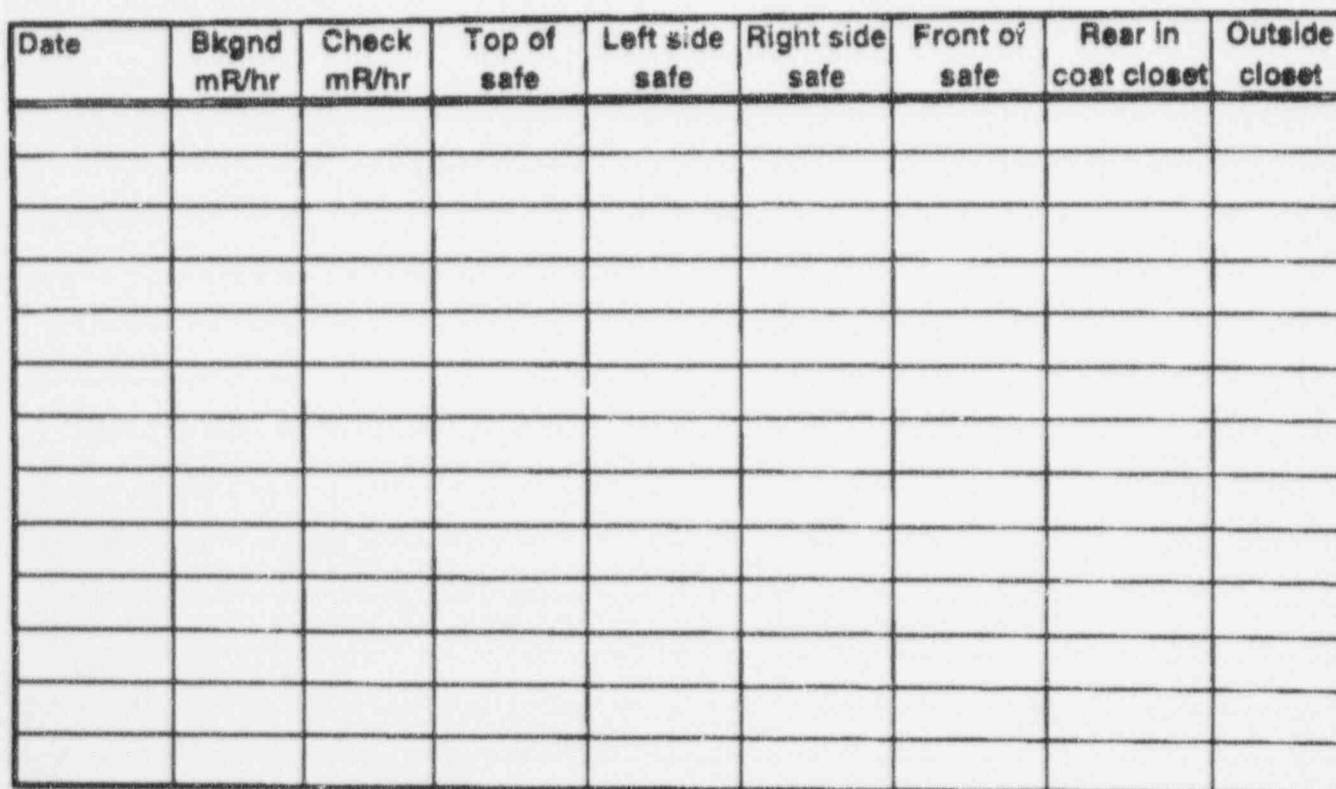 Date Bkgnd Check Top of Left side Right side Front of Rear in Outside
mR/hr mR/hr safe safe safe safe coat closet closet